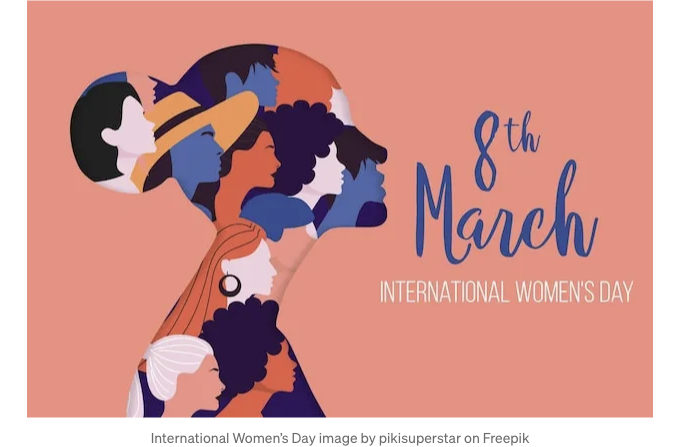 8th
March
INTERNATIONAL WOMEN'S DAY
International Women's Day image by pikisuperstar on Freepik